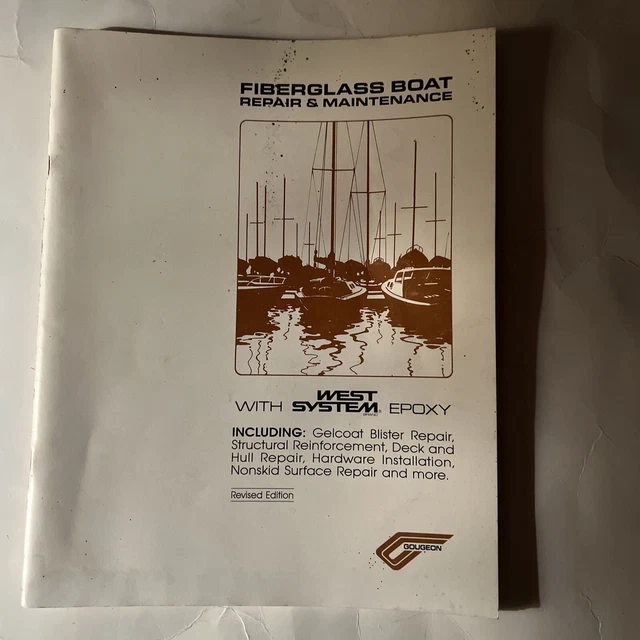 FIBERGLASS BOAT
REPAIR & MAINTENANCE
WITH WEST SYSTEM® EPOXY
INCLUDING: Gelcoat Blister Repair,
Structural Reinforcement, Deck and
Hull Repair, Hardware Installation,
Nonskid Surface Repair and more.
Revised Edition
GOUGEON